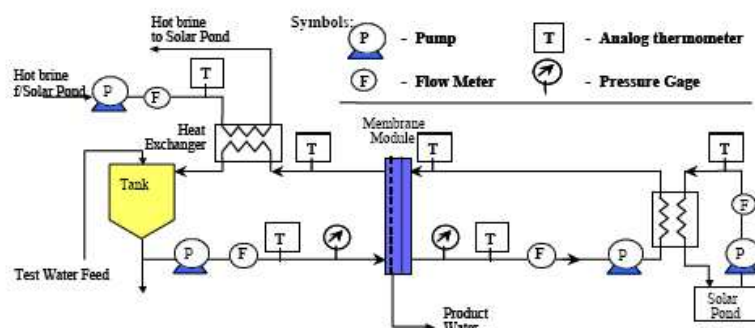 Hot brine
to Solar Pond
Symbols:
P - Pump
T - Analog thermometer
F - Flow Meter
- Pressure Gage
Hot brine
f/Solar Pond
P
F
T
Heat
Exchanger
T
Membrane
Module
T
T
Tank
F
P
F
T
T
F
P
P
Test Water Feed
Solar
Pond
Product
Water